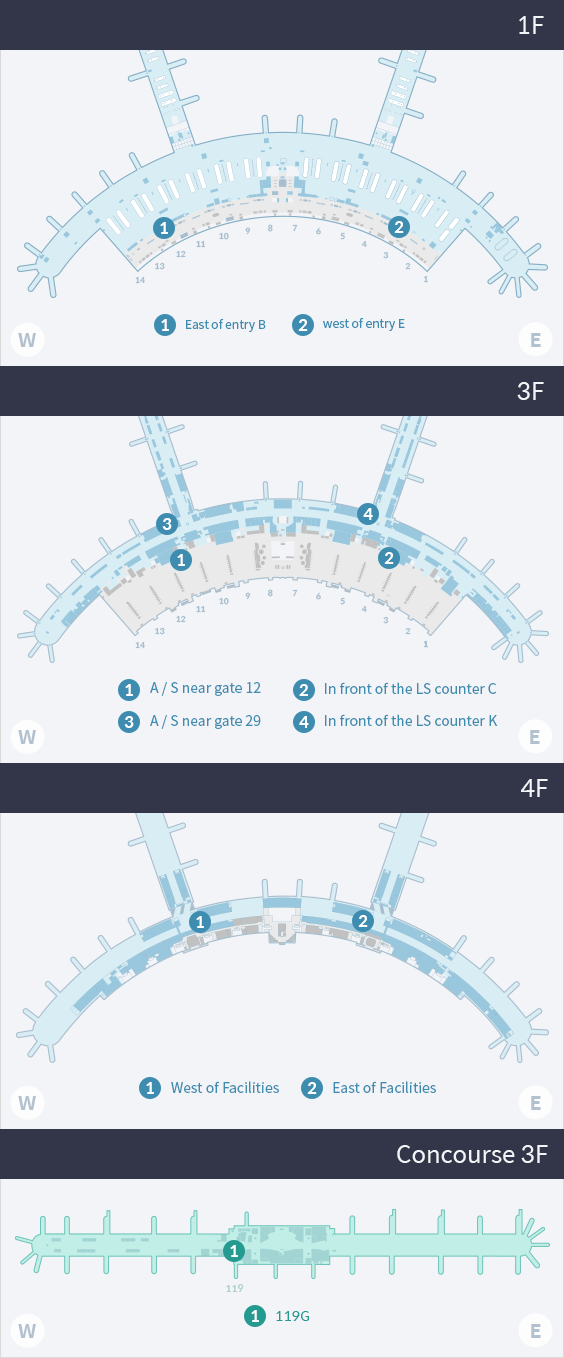 1F
1
2
14
13
12
11
10
9
8
7
6
5
4
3
2
1
1 East of entry B
2 west of entry E
W
E
3F
3
4
1
2
14
13
12
11
10
9
8
7
6
5
4
3
2
1
1 A / S near gate 12
2 In front of the LS counter C
3 A / S near gate 29
4 In front of the LS counter K
W
E
4F
1
2
1 West of Facilities
2 East of Facilities
W
E
Concourse 3F
1
119
1 119G
W
E